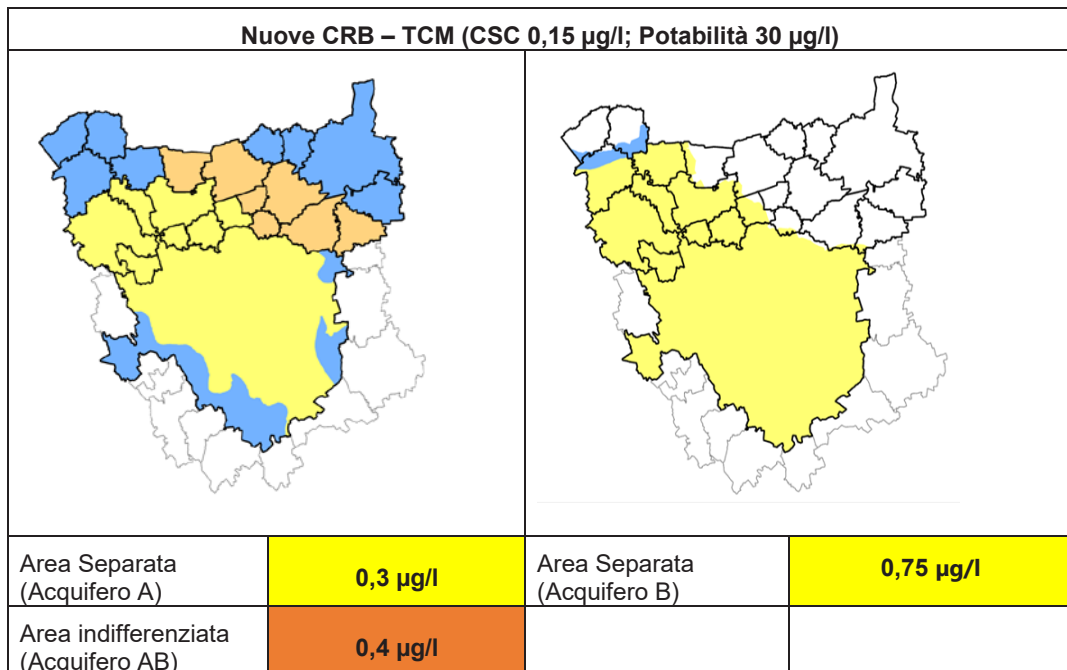 Nuove CRB – TCM (CSC 0,15 µg/l; Potabilità 30 µg/l)
Area Separata
(Acquifero A)
0,3 µg/l
Area Separata
(Acquifero B)
0,75 µg/l
Area indifferenziata
(Acquifero AB)
0,4 µg/l